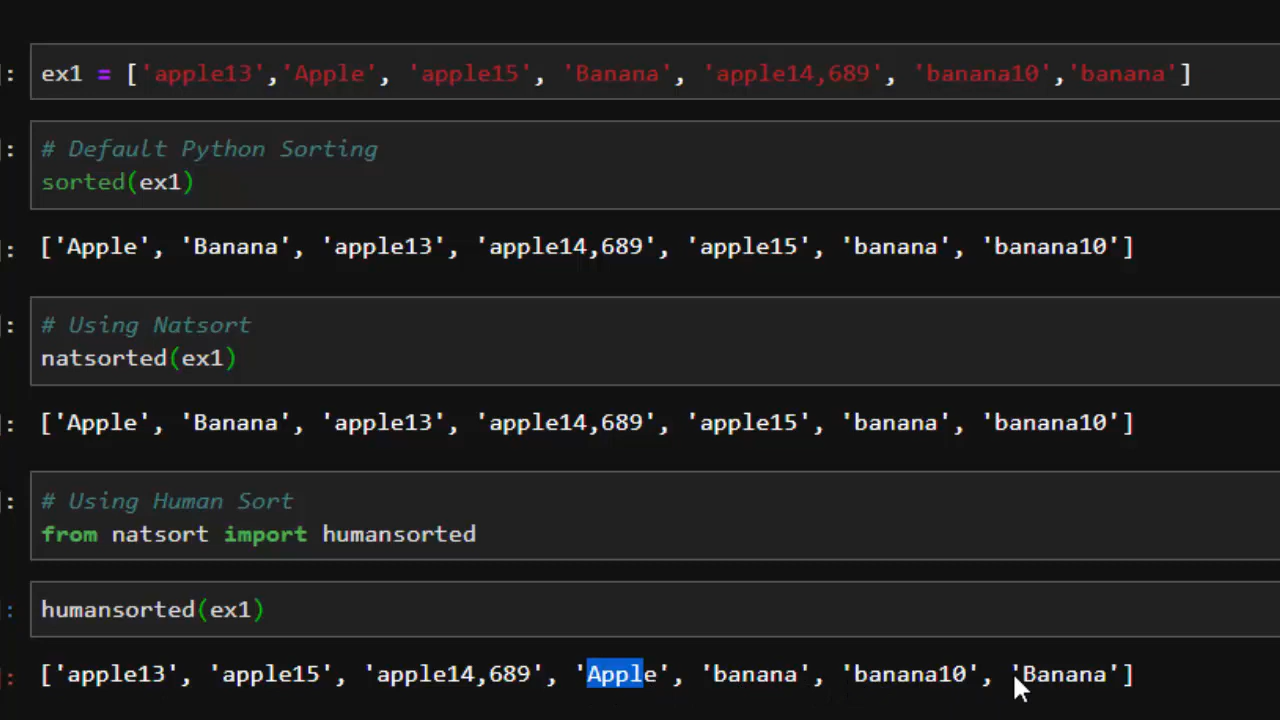 ]: ex1 = ['apple13','Apple', 'apple15', 'Banana', 'apple14,689', 'banana10','banana']
]: # Default Python Sorting
sorted(ex1)
]: ['Apple', 'Banana', 'apple13', 'apple14,689', 'apple15', 'banana', 'banana10']
]: # Using Natsort
natsorted(ex1)
]: ['Apple', 'Banana', 'apple13', 'apple14,689', 'apple15', 'banana', 'banana10']
]: # Using Human Sort
from natsort import humansorted
]: humansorted(ex1)
]: ['apple13', 'apple15', 'apple14,689', 'Apple', 'banana', 'banana10', 'Banana']